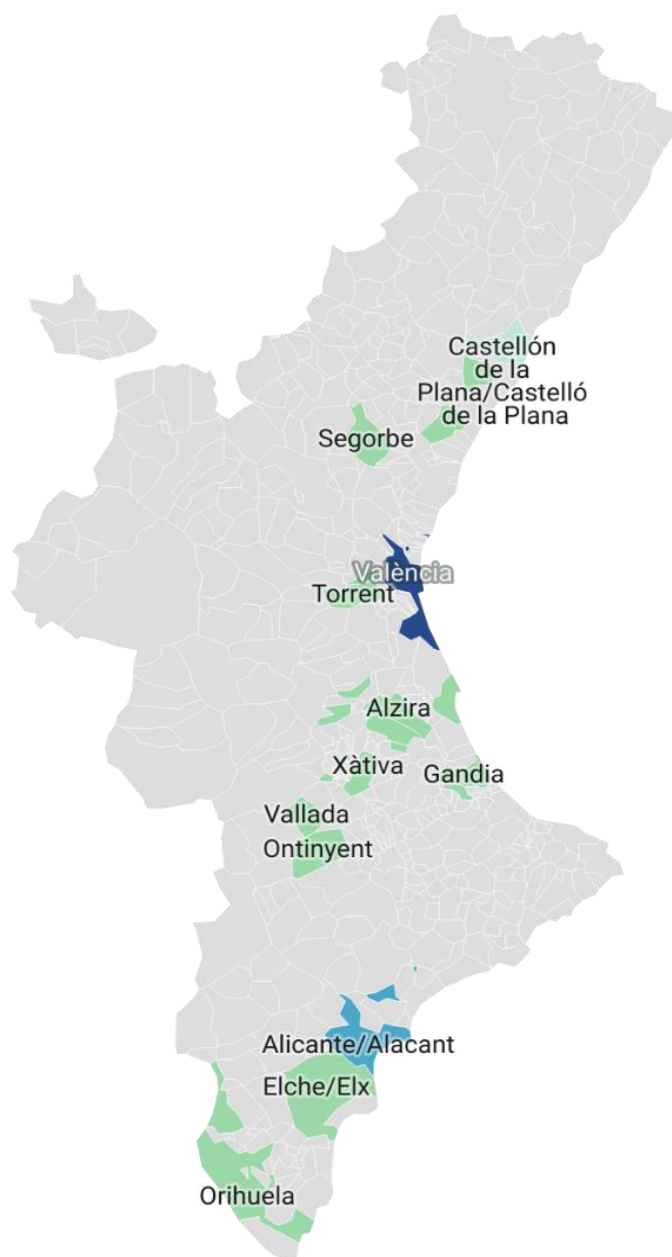 Castellón
de la
Plana/Castelló
de la Plana
Segorbe
València
Torrent
Alzira
Xàtiva
Gandia
Vallada
Ontinyent
Alicante/Alacant
Elche/Elx
Orihuela